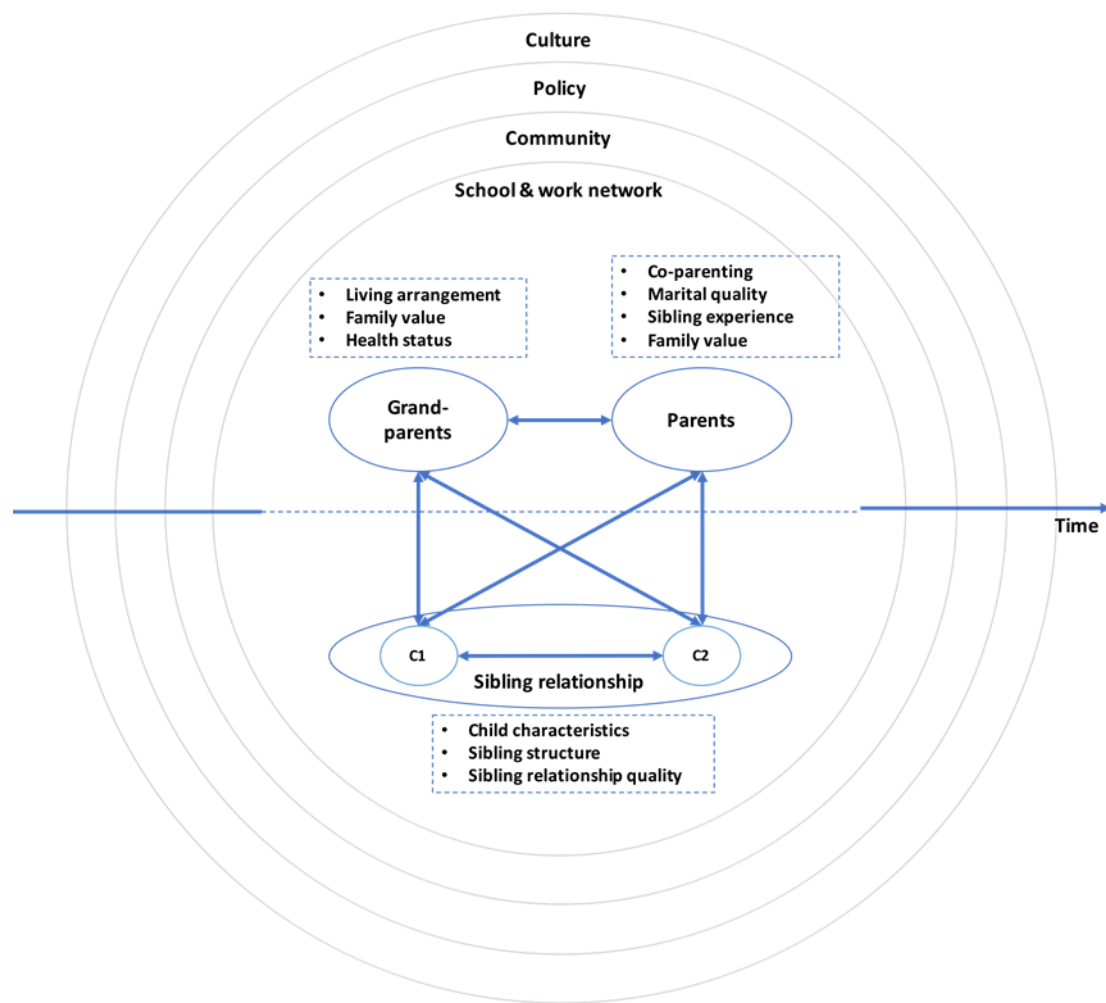 Culture
Policy
Community
School & work network
• Co-parenting
• Marital quality
• Sibling experience
• Family value
• Living arrangement
• Family value
• Health status
Grand-
parents
Parents
Time
C1
C2
Sibling relationship
• Child characteristics
• Sibling structure
• Sibling relationship quality